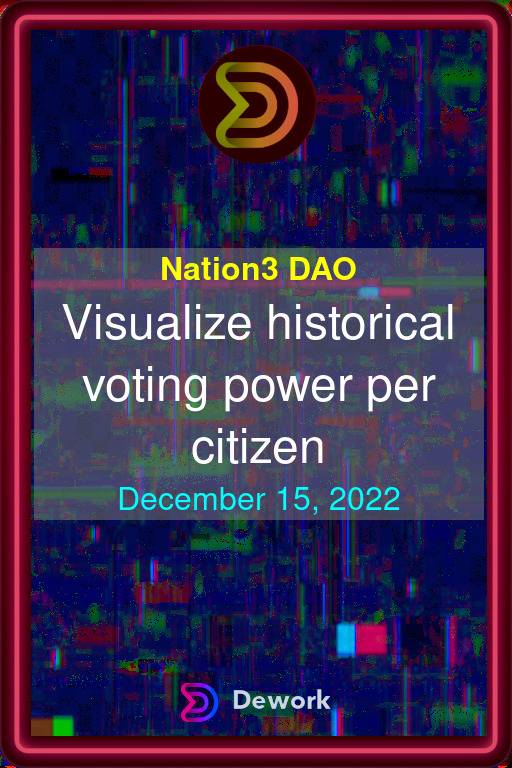 Nation3 DAO
Visualize historical
voting power per
citizen
December 15, 2022
Dework